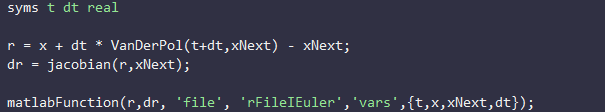 syms t dt real
r = x + dt * VanDerPol(t+dt,xNext) - xNext;
dr = jacobian(r,xNext);
matlabFunction(r,dr, 'file', 'rFileIEuler','vars',{t,x,xNext,dt});